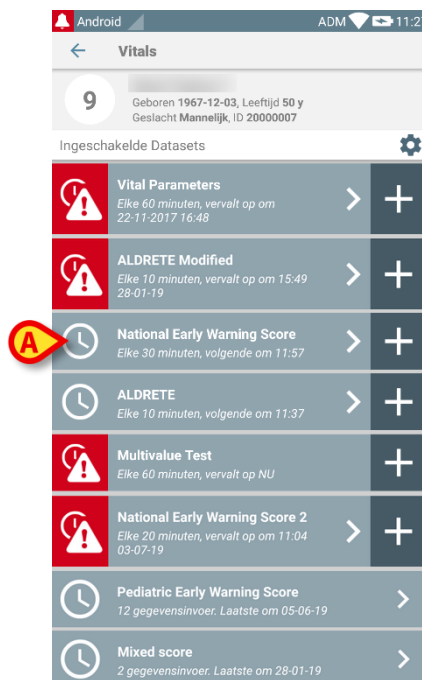 Android
ADM
11:27
Vitals
9
Geboren 1967-12-03, Leeftijd 50 y
Geslacht Mannelijk, ID 20000007
Ingeschakelde Datasets
Vital Parameters
Elke 60 minuten, vervalt op om
22-11-2017 16:48
ALDRETE Modified
Elke 10 minuten, vervalt om 15:49
28-01-19
A
National Early Warning Score
Elke 30 minuten, volgende om 11:57
ALDRETE
Elke 10 minuten, volgende om 11:37
Multivalue Test
Elke 60 minuten, vervalt op NU
National Early Warning Score 2
Elke 20 minuten, vervalt op om 11:04
03-07-19
Pediatric Early Warning Score
12 gegevensinvoer. Laatste om 05-06-19
Mixed score
2 gegevensinvoer. Laatste om 28-01-19